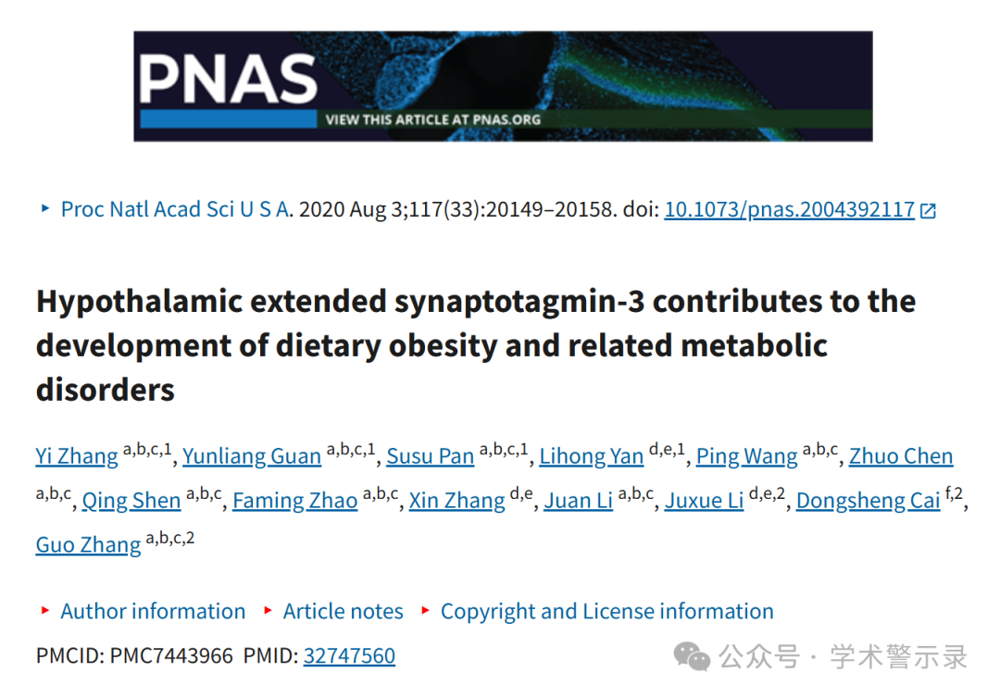 PNAS
VIEW THIS ARTICLE AT PNAS.ORG
Proc Natl Acad Sci U S A. 2020 Aug 3;117(33):20149–20158. doi: 10.1073/pnas.2004392117
Hypothalamic extended synaptotagmin-3 contributes to the
development of dietary obesity and related metabolic
disorders
Yi Zhang a,b,c,1, Yunliang Guan a,b,c,1, Susu Pan a,b,c,1, Lihong Yan d,e,1, Ping Wang a,b,c, Zhuo Chen
a,b,c, Qing Shen a,b,c, Faming Zhao a,b,c, Xin Zhang d,e, Juan Li a,b,c, Juxue Li d,e,2, Dongsheng Cai f,2,
Guo Zhang a,b,c,2
Author information Article notes Copyright and License information
PMCID: PMC7443966 PMID: 32747560
公众号 · 学术警示录